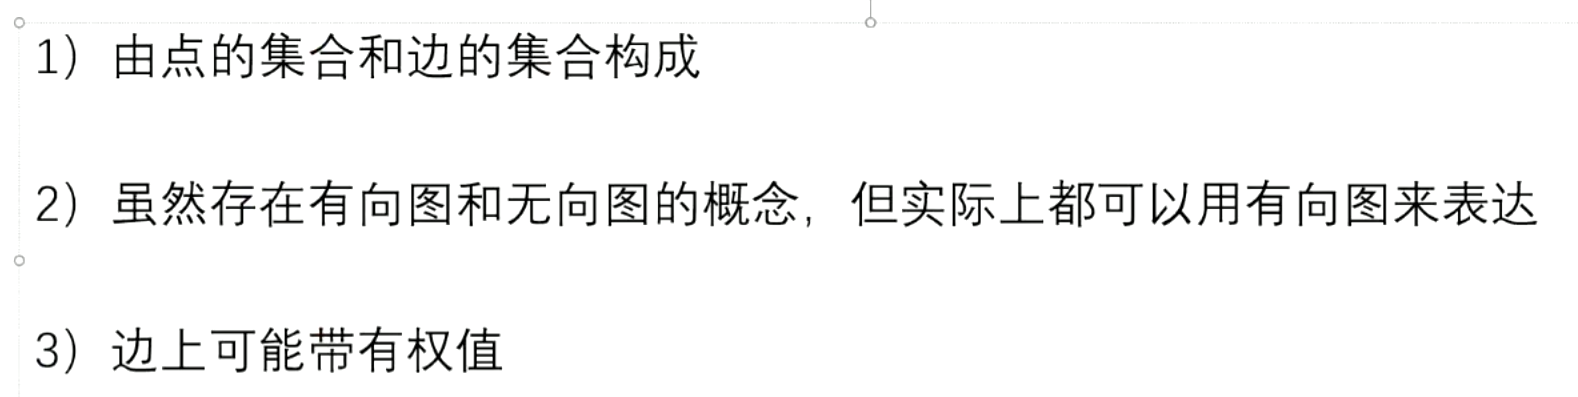 1）由点的集合和边的集合构成
2）虽然存在有向图和无向图的概念，但实际上都可以用有向图来表达
3）边上可能带有权值